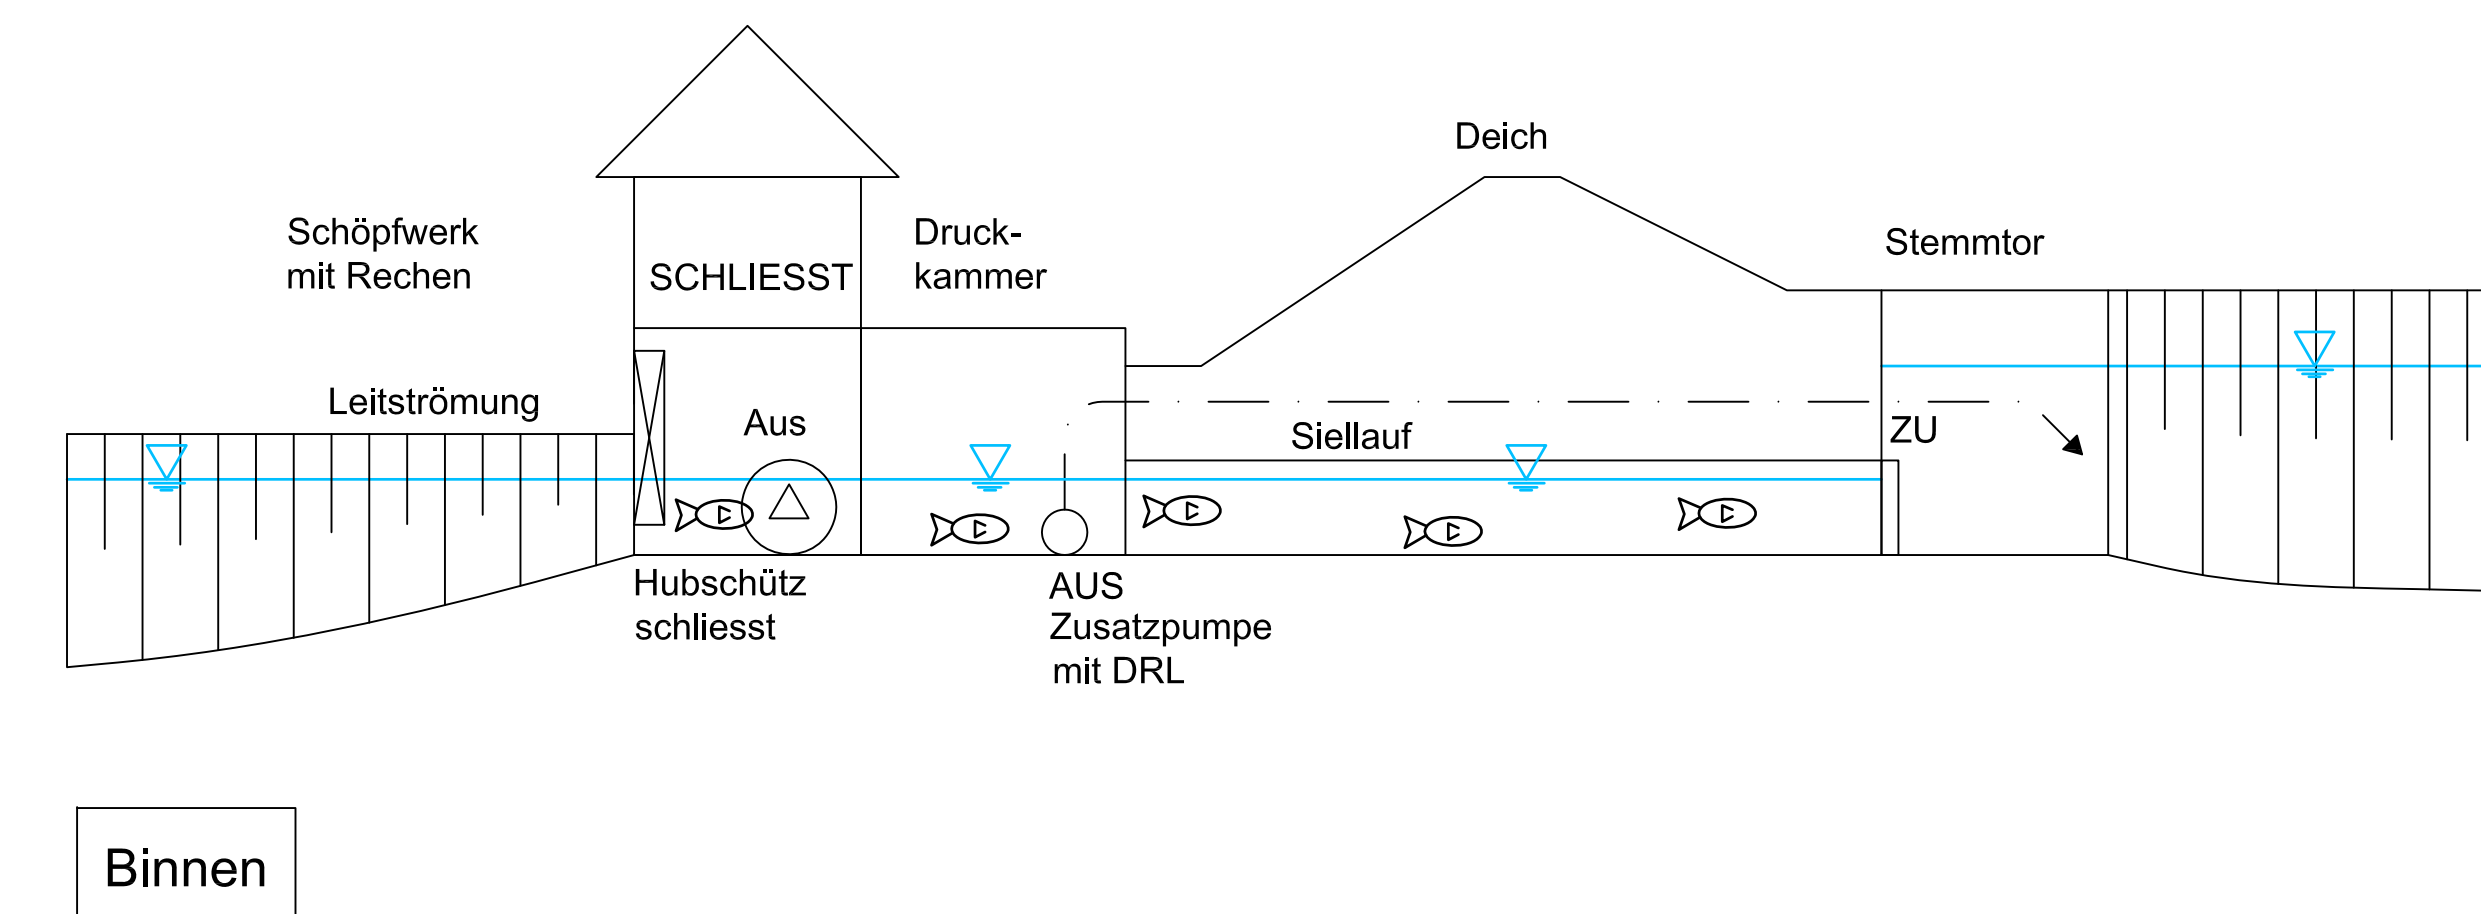 Deich
Schöpfwerk
mit Rechen
SCHLIESST
Druck-
kammer
Stemmtor
Leitströmung
Aus
Siellauf
ZU
Hubschütz
schliesst
AUS
Zusatzpumpe
mit DRL
Binnen